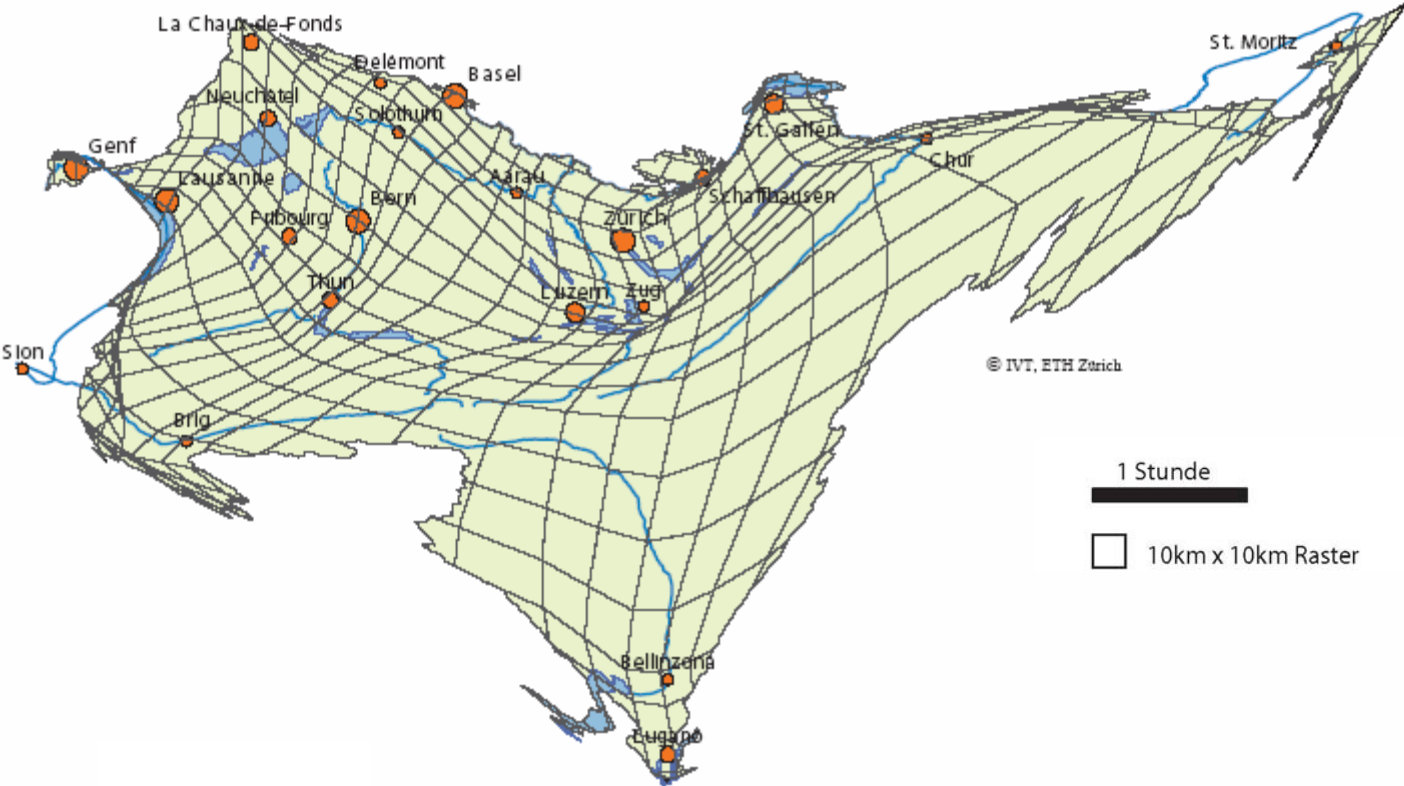 La Chaux-de-Fonds
St. Moritz
Delémont
Basel
Neuchâtel
Solothurn
St. Gallen
Genf
Chur
Lausanne
Aarau
Schaffhausen
Bern
Fribourg
Zürich
Thun
Luzern
Zug
Sion
© IVT, ETH Zürich
Brig
1 Stunde
10km x 10km Raster
Bellinzona
Lugano